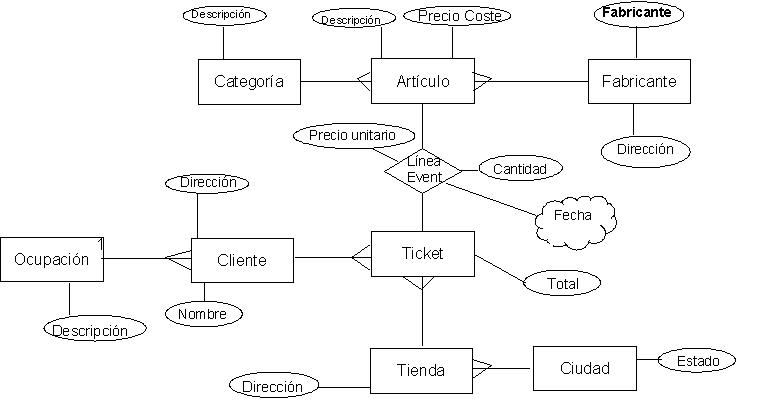 Descripción
Descripción
Precio Coste
Fabricante
Categoría
Artículo
Fabricante
Precio unitario
Dirección
Línea
Event
Cantidad
Dirección
Fecha
Ocupación
Cliente
Ticket
Total
Nombre
Descripción
Tienda
Ciudad
Estado
Dirección